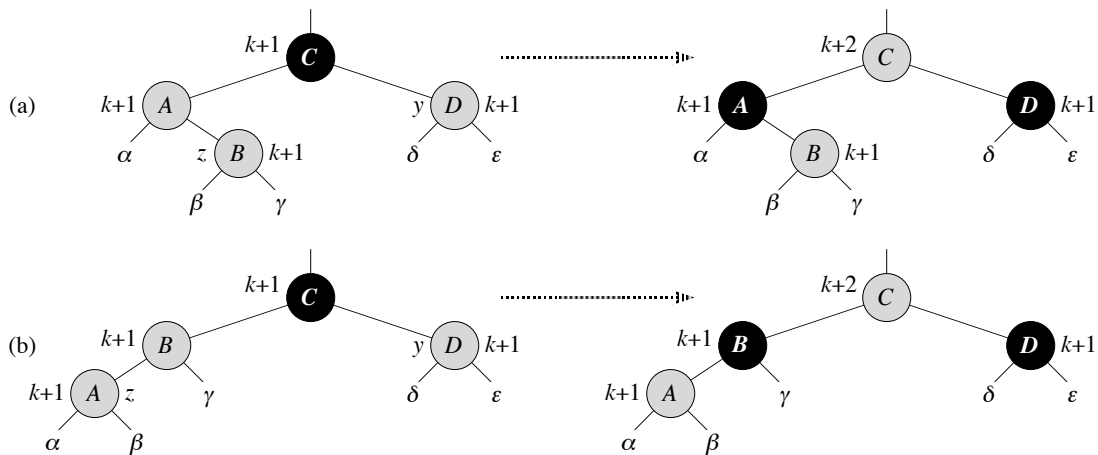 k+1 C k+2 C
(a) k+1 A y D k+1 k+1 A D k+1
α z B k+1 δ ε α B k+1 δ ε
β γ β γ
k+1 C k+2 C
(b) k+1 B y D k+1 k+1 B D k+1
k+1 A z γ δ ε k+1 A γ δ ε
α β α β